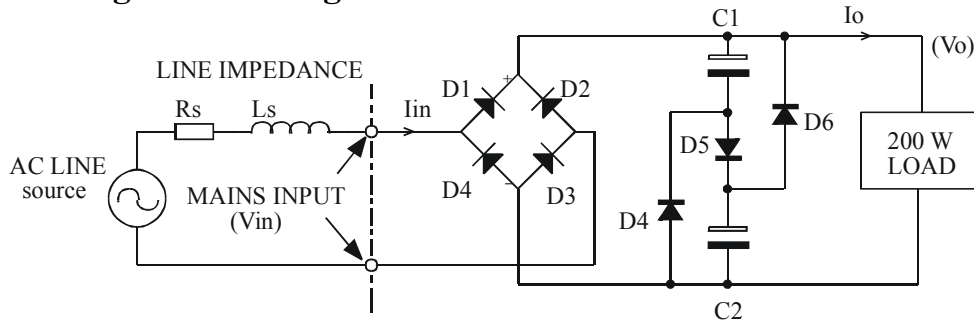 C1
Io
(Vo)
LINE IMPEDANCE
Rs
Ls
Iin
D1
D2
+
D5
D6
200 W
LOAD
AC LINE
source
MAINS INPUT
(Vin)
D4
-
D3
D4
C2